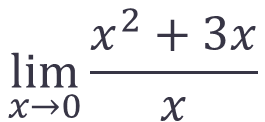 lim x→0 (x² + 3x) / x